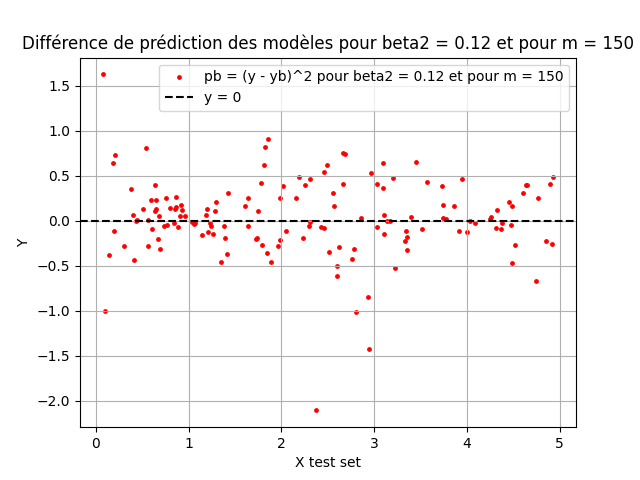 Différence de prédiction des modèles pour beta2 = 0.12 et pour m = 150
pb = (y - yb)^2 pour beta2 = 0.12 et pour m = 150
y = 0
1.5
1.0
0.5
0.0
−0.5
−1.0
−1.5
−2.0
Y
0 1 2 3 4 5
X test set